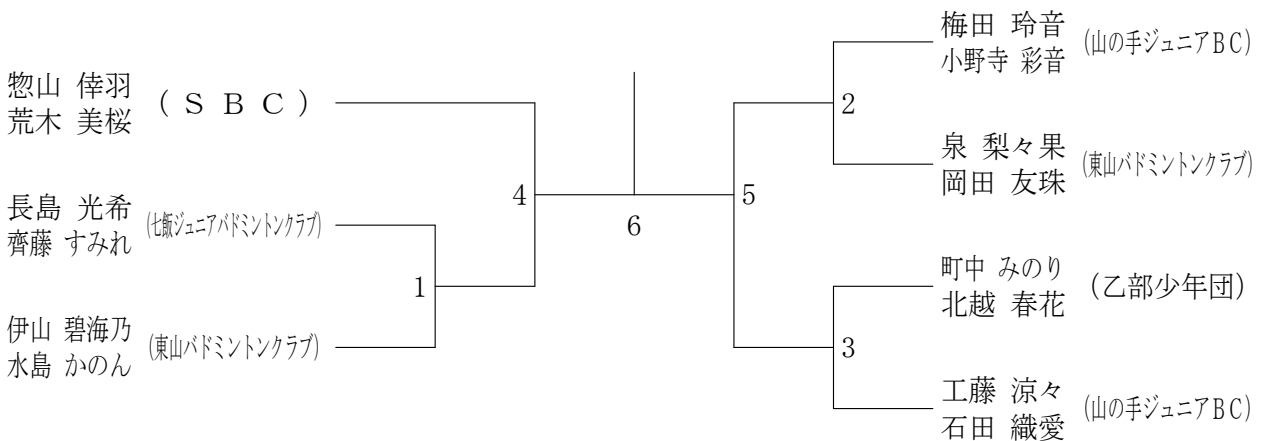 惣山 倖羽
荒木 美桜
(ＳＢＣ)
長島 光希
齊藤 すみれ
(七飯ジュニアバドミントンクラブ)
伊山 碧海乃
水島 かのん
(東山バドミントンクラブ)
1
4
6
5
2
3
梅田 玲音
小野寺 彩音
(山の手ジュニアＢＣ)
泉 梨々果
岡田 友珠
(東山バドミントンクラブ)
町中 みのり
北越 春花
(乙部少年団)
工藤 涼々
石田 織愛
(山の手ジュニアＢＣ)